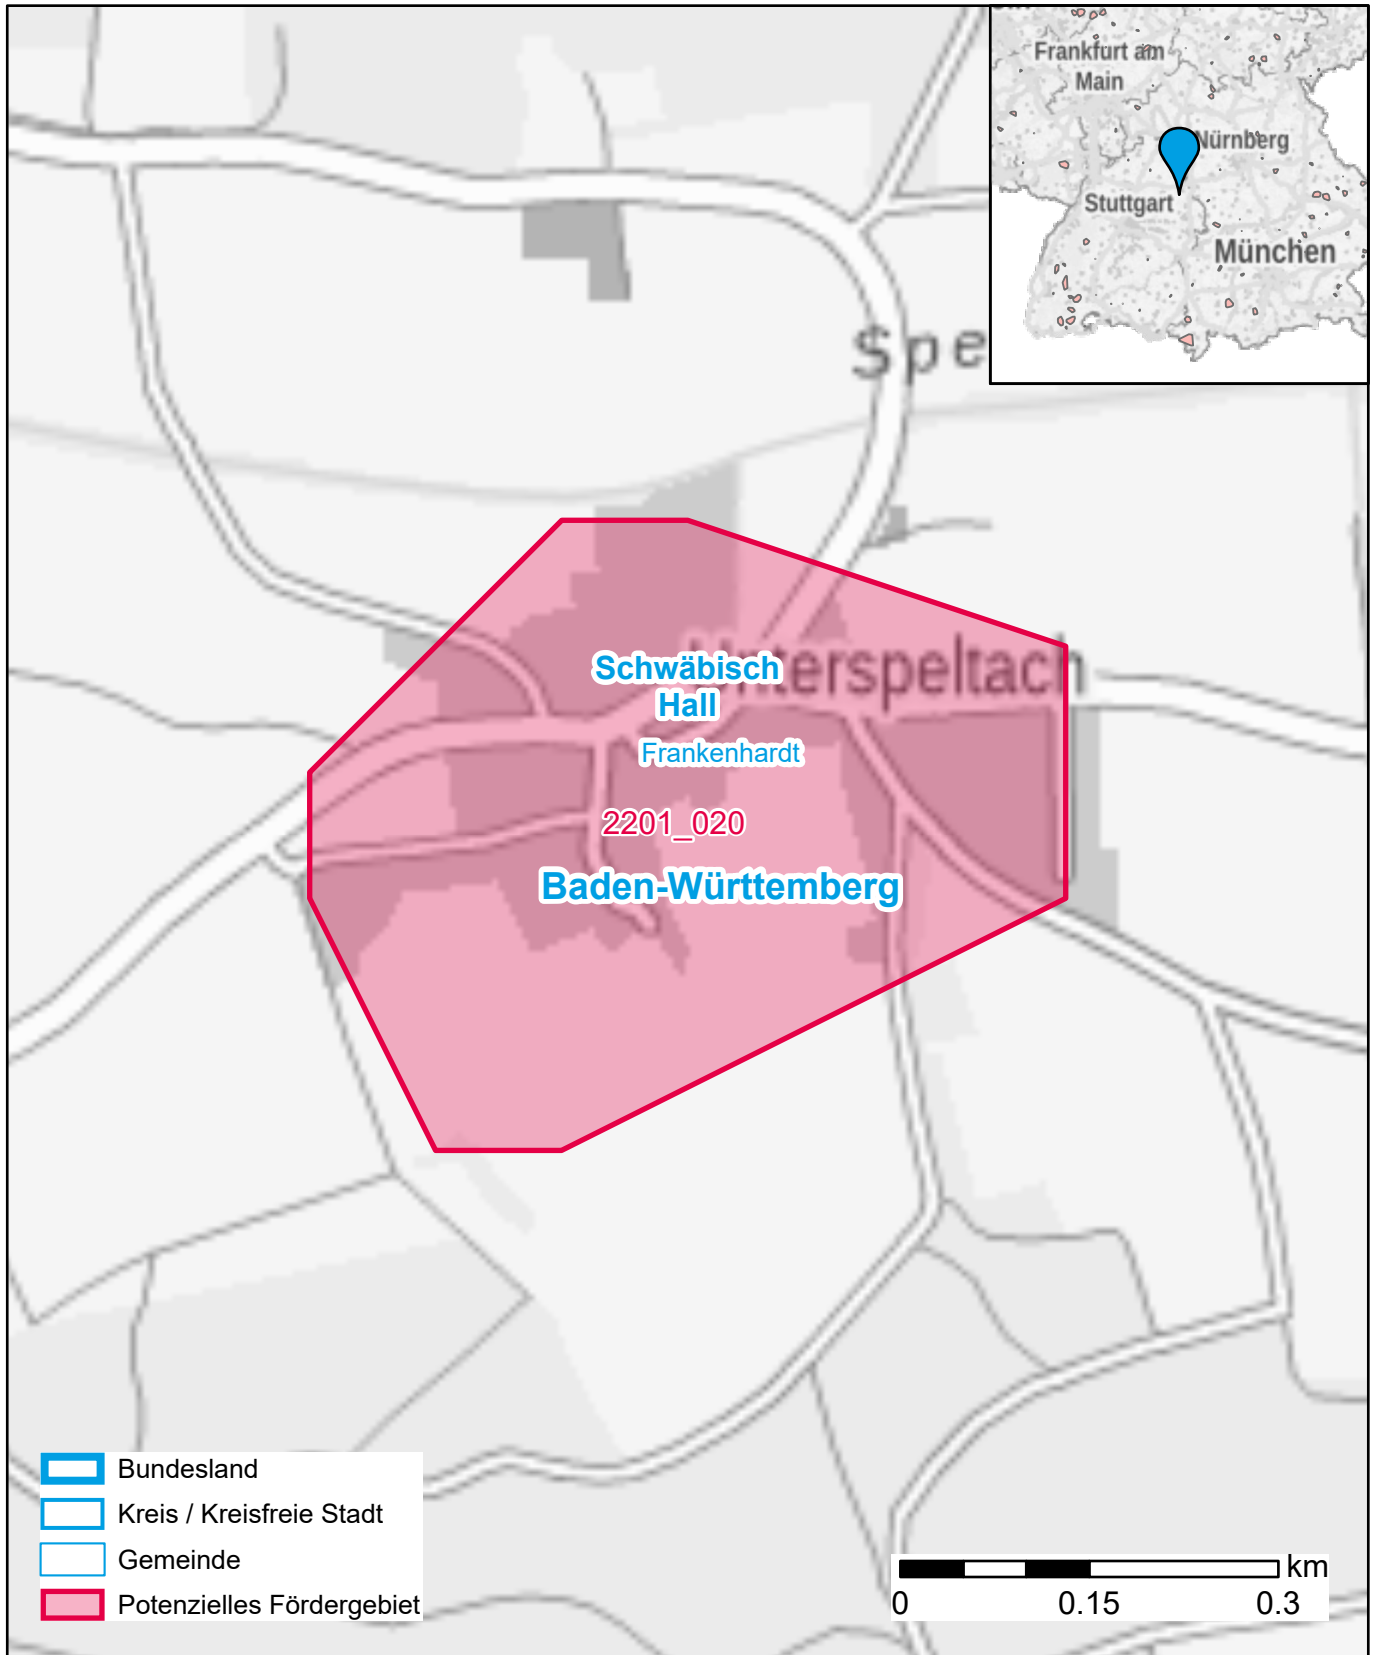 Frankfurt am
Main
Nürnberg
Stuttgart
München
Spe
Unterspeltach
Schwäbisch
Hall
Frankenhardt
2201_020
Baden-Württemberg
Bundesland
Kreis / Kreisfreie Stadt
Gemeinde
Potenzielles Fördergebiet
km
0 0.15 0.3